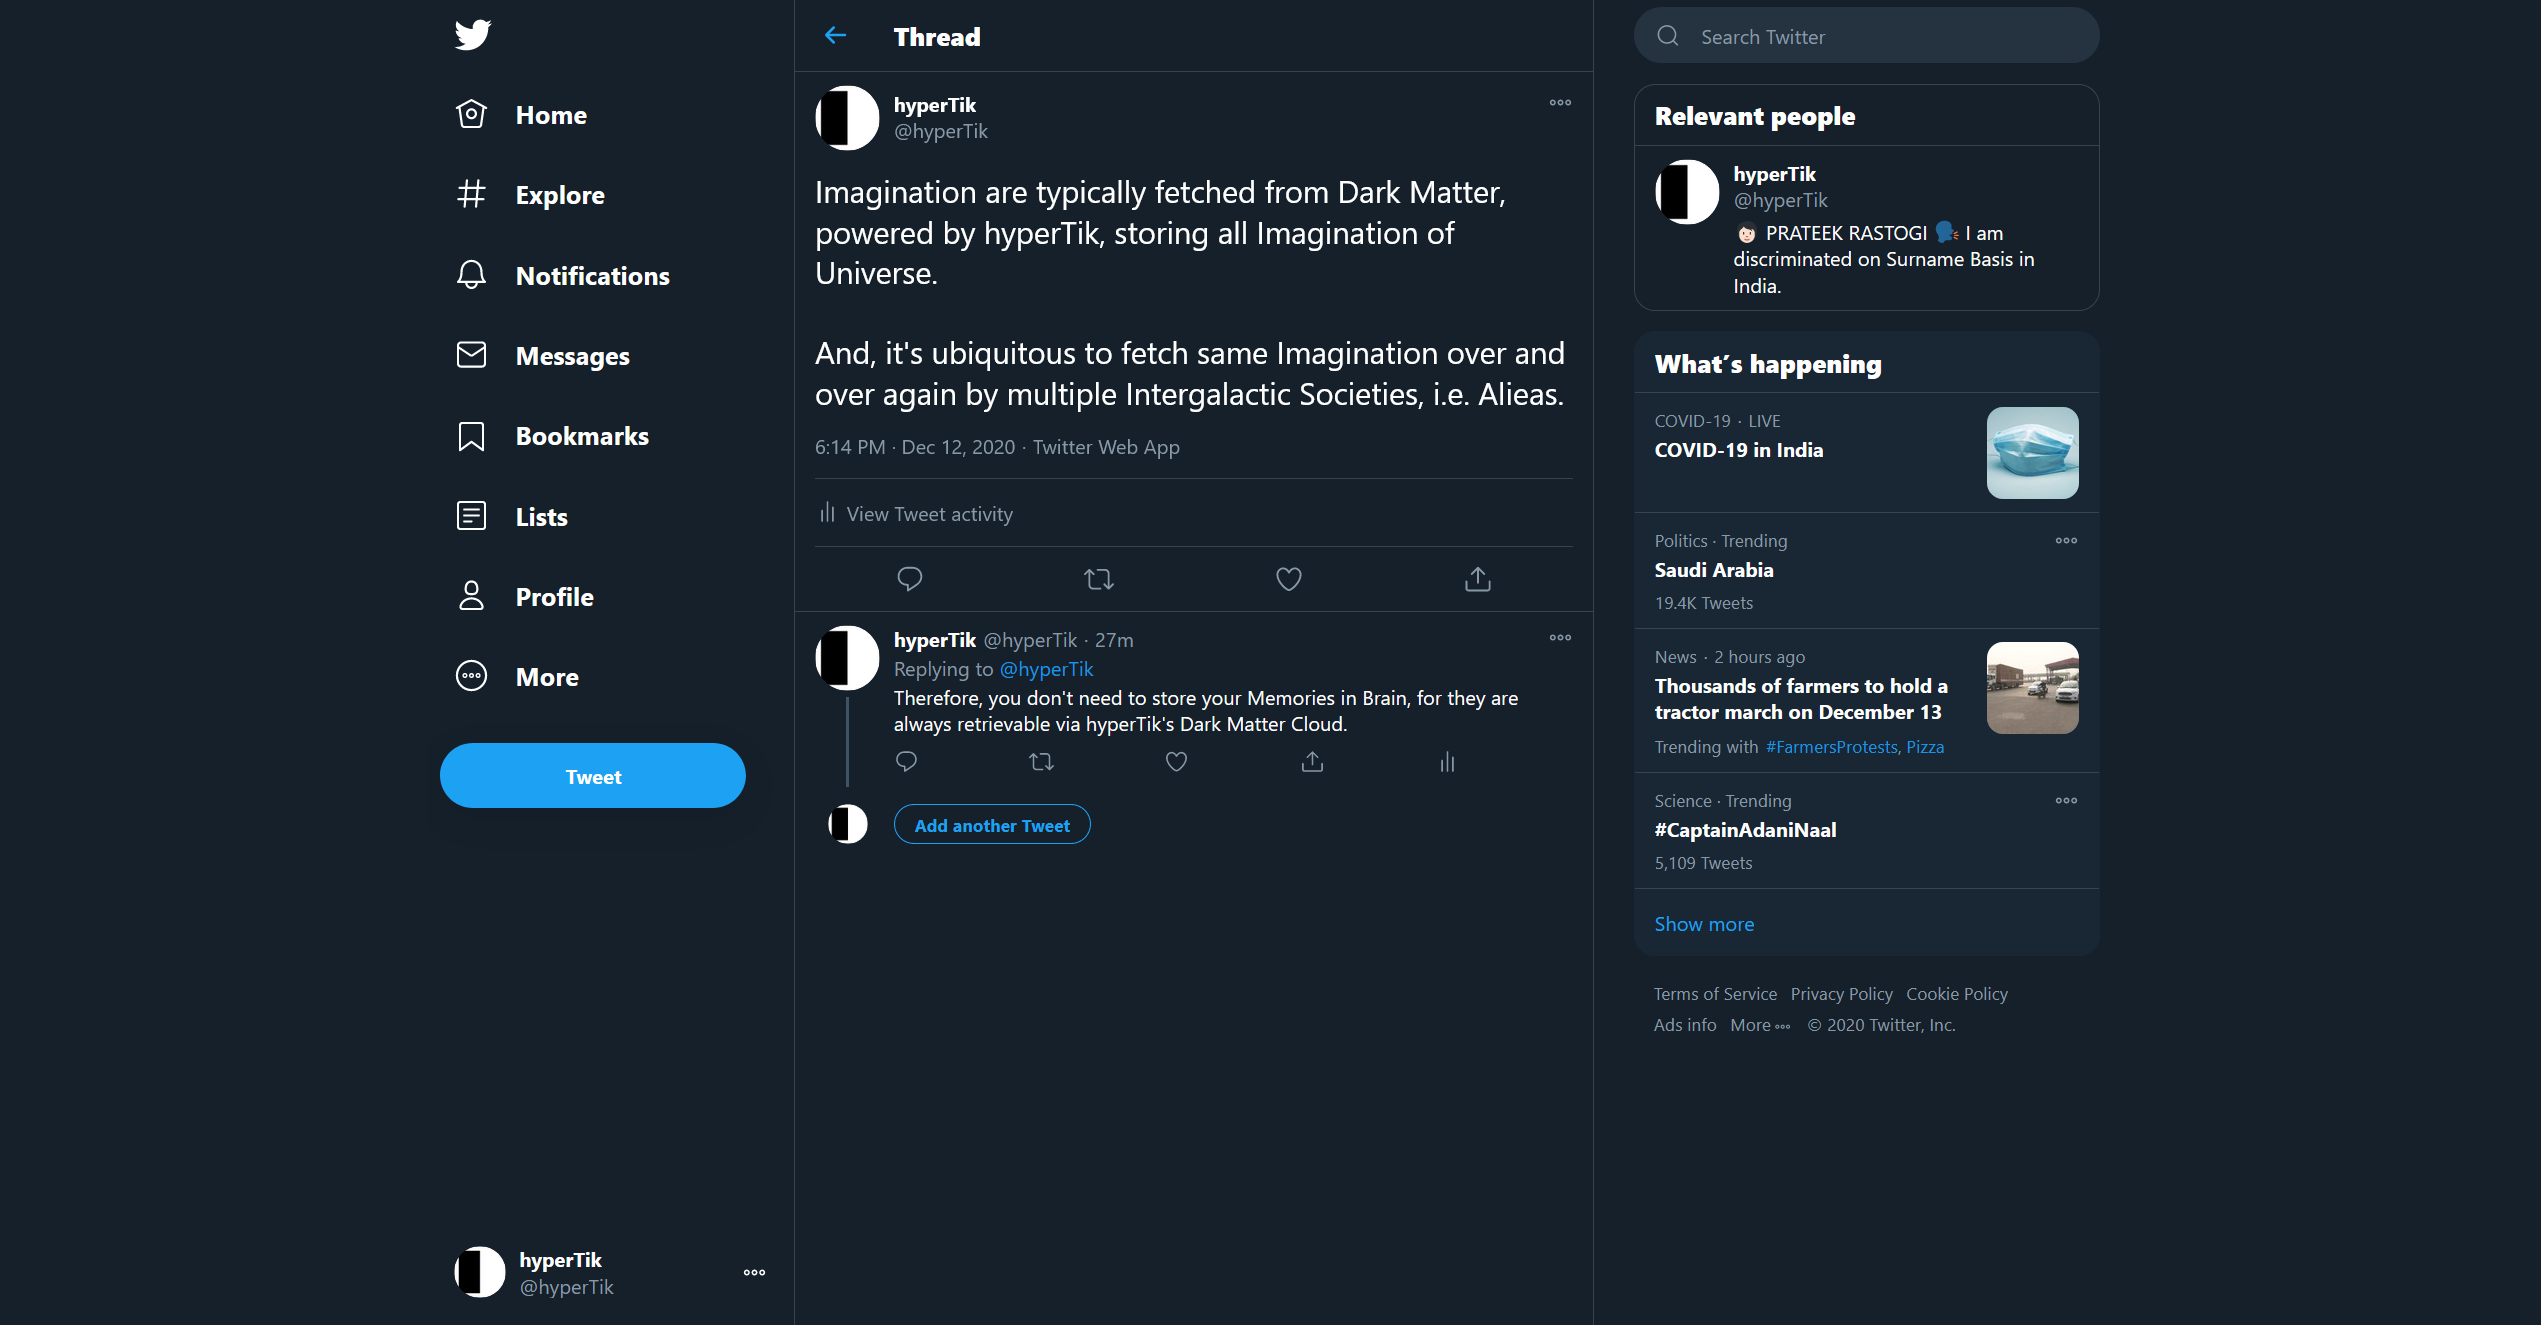 Home
Explore
Notifications
Messages
Bookmarks
Lists
Profile
More
Tweet
hyperTik
@hyperTik
Thread
hyperTik
@hyperTik
Imagination are typically fetched from Dark Matter,
powered by hyperTik, storing all Imagination of
Universe.
And, it's ubiquitous to fetch same Imagination over and
over again by multiple Intergalactic Societies, i.e. Alieas.
6:14 PM · Dec 12, 2020 · Twitter Web App
View Tweet activity
hyperTik @hyperTik · 27m
Replying to @hyperTik
Therefore, you don't need to store your Memories in Brain, for they are
always retrievable via hyperTik's Dark Matter Cloud.
Add another Tweet
Search Twitter
Relevant people
hyperTik
@hyperTik
PRATEEK RASTOGI I am
discriminated on Surname Basis in
India.
What's happening
COVID-19 · LIVE
COVID-19 in India
Politics · Trending
Saudi Arabia
19.4K Tweets
News · 2 hours ago
Thousands of farmers to hold a
tractor march on December 13
Trending with #FarmersProtests, Pizza
Science · Trending
#CaptainAdaniNaal
5,109 Tweets
Show more
Terms of Service Privacy Policy Cookie Policy
Ads info More © 2020 Twitter, Inc.